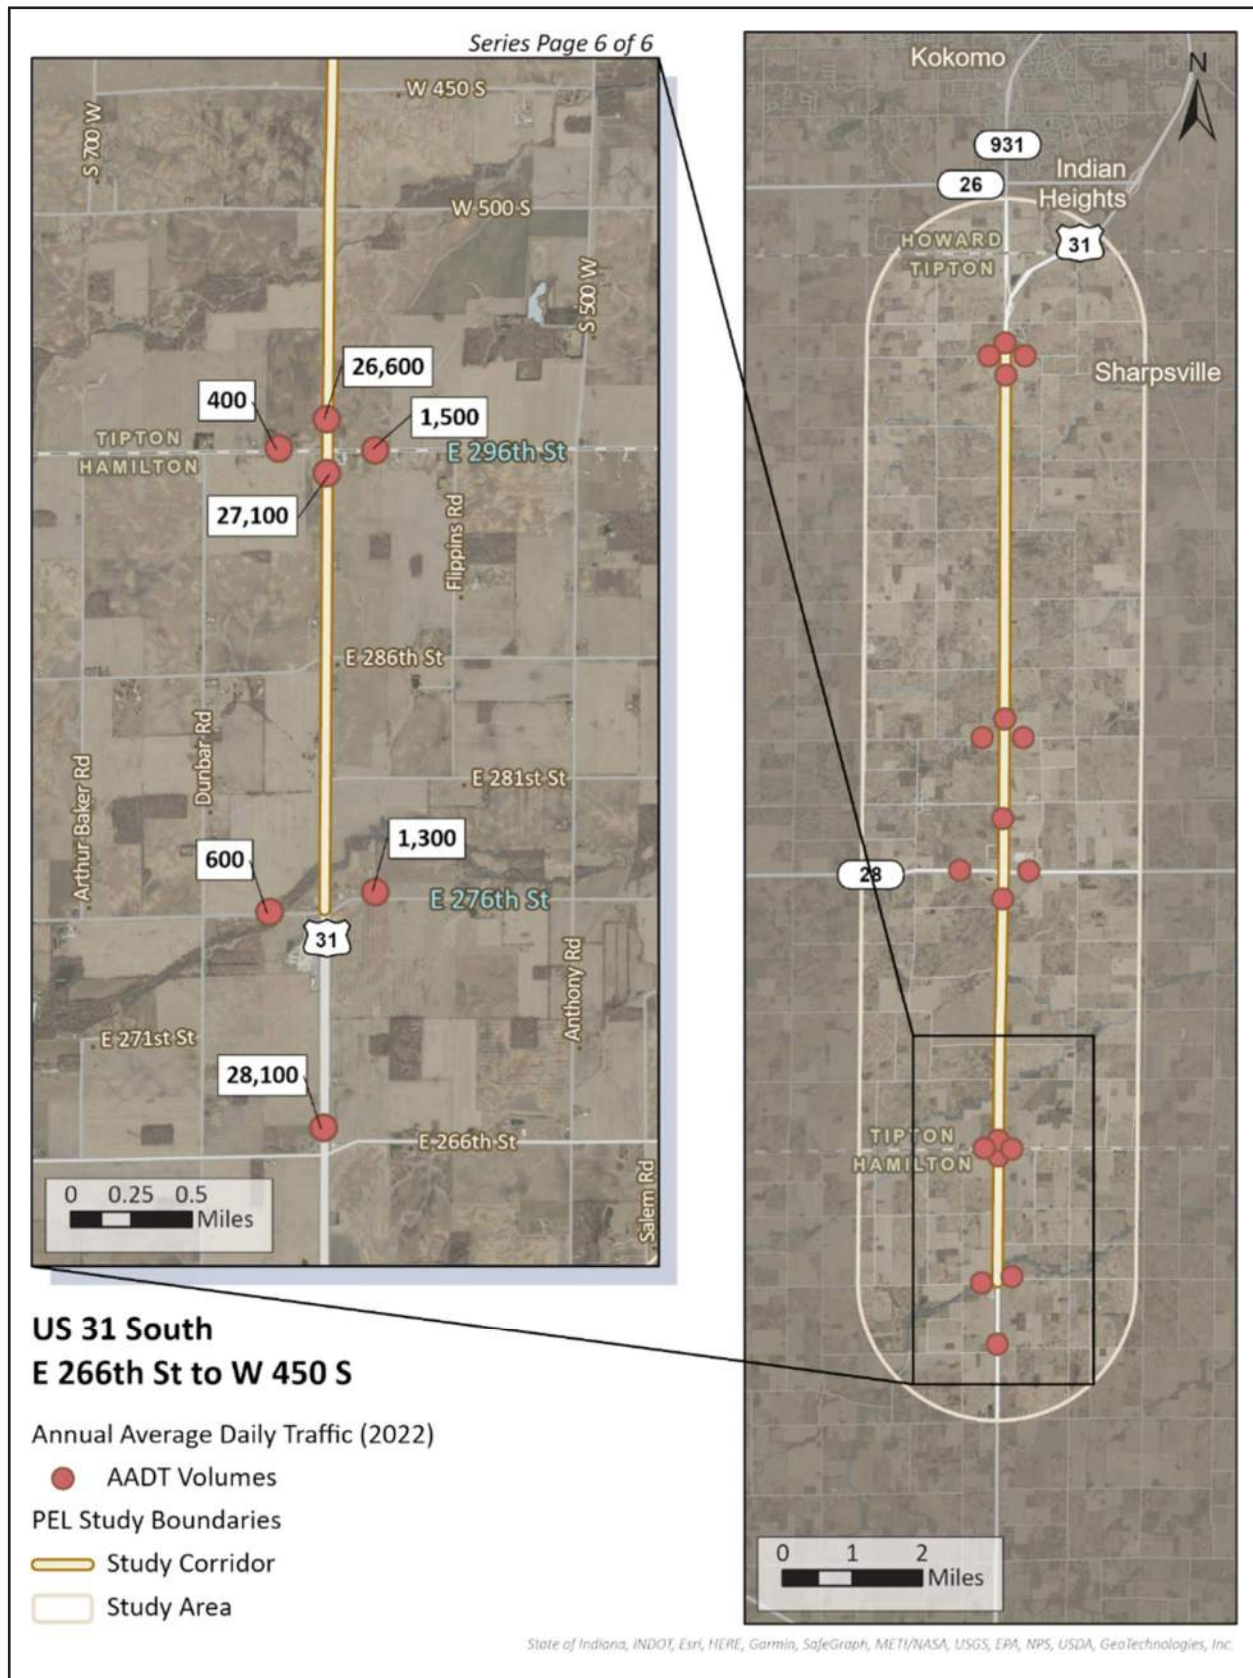 Series Page 6 of 6
W 450 S
S 700 W
W 500 S
S 500 W
26,600
400
1,500
TIPTON
HAMILTON
E 296th St
27,100
Flippins Rd
E 286th St
Dunbar Rd
Arthur Baker Rd
E 281st St
1,300
600
E 276th St
31
Anthony Rd
E 271st St
28,100
E 266th St
Salem Rd
0 0.25 0.5
Miles
US 31 South
E 266th St to W 450 S
Annual Average Daily Traffic (2022)
AADT Volumes
PEL Study Boundaries
Study Corridor
Study Area
Kokomo
N
931
26
Indian
Heights
HOWARD
TIPTON
31
Sharpsville
28
TIPTON
HAMILTON
0 1 2
Miles
State of Indiana, INDOT, Esri, HERE, Garmin, SafeGraph, METI/NASA, USGS, EPA, NPS, USDA, GeoTechnologies, Inc.